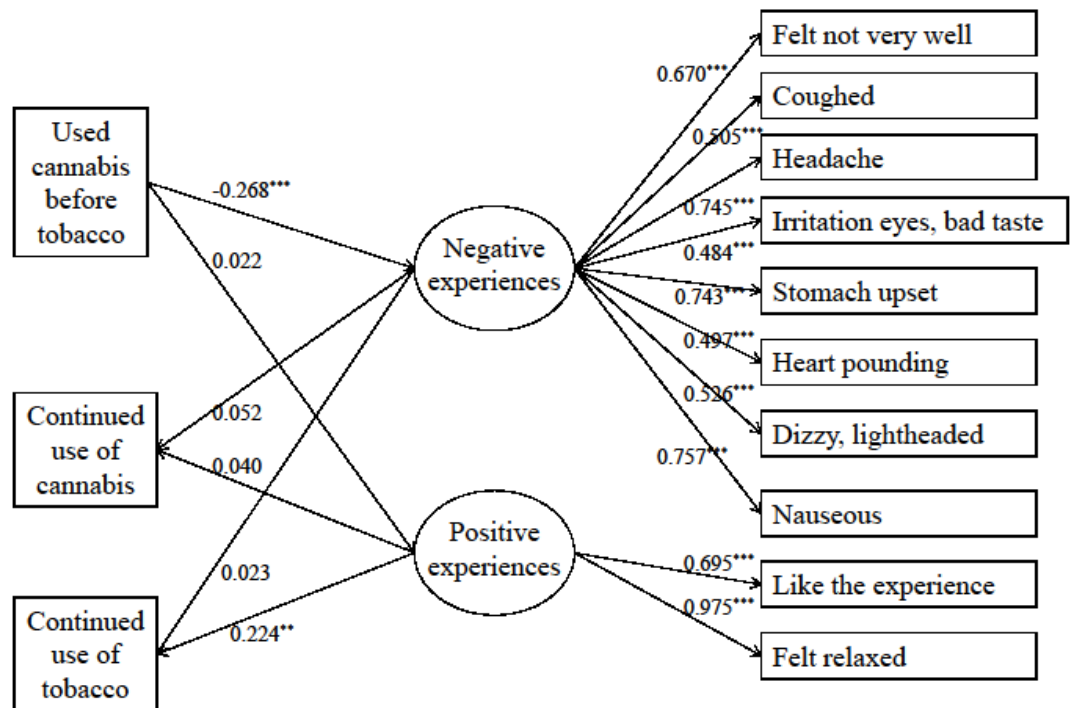 Used
cannabis
before
tobacco
Continued
use of
cannabis
Continued
use of
tobacco
-0.268***
0.022
0.052
0.040
0.023
0.224**
Negative
experiences
Positive
experiences
0.670***
0.505***
0.745***
0.484***
0.743***
0.497***
0.526***
0.757***
0.695***
0.975***
Felt not very well
Coughed
Headache
Irritation eyes, bad taste
Stomach upset
Heart pounding
Dizzy, lightheaded
Nauseous
Like the experience
Felt relaxed